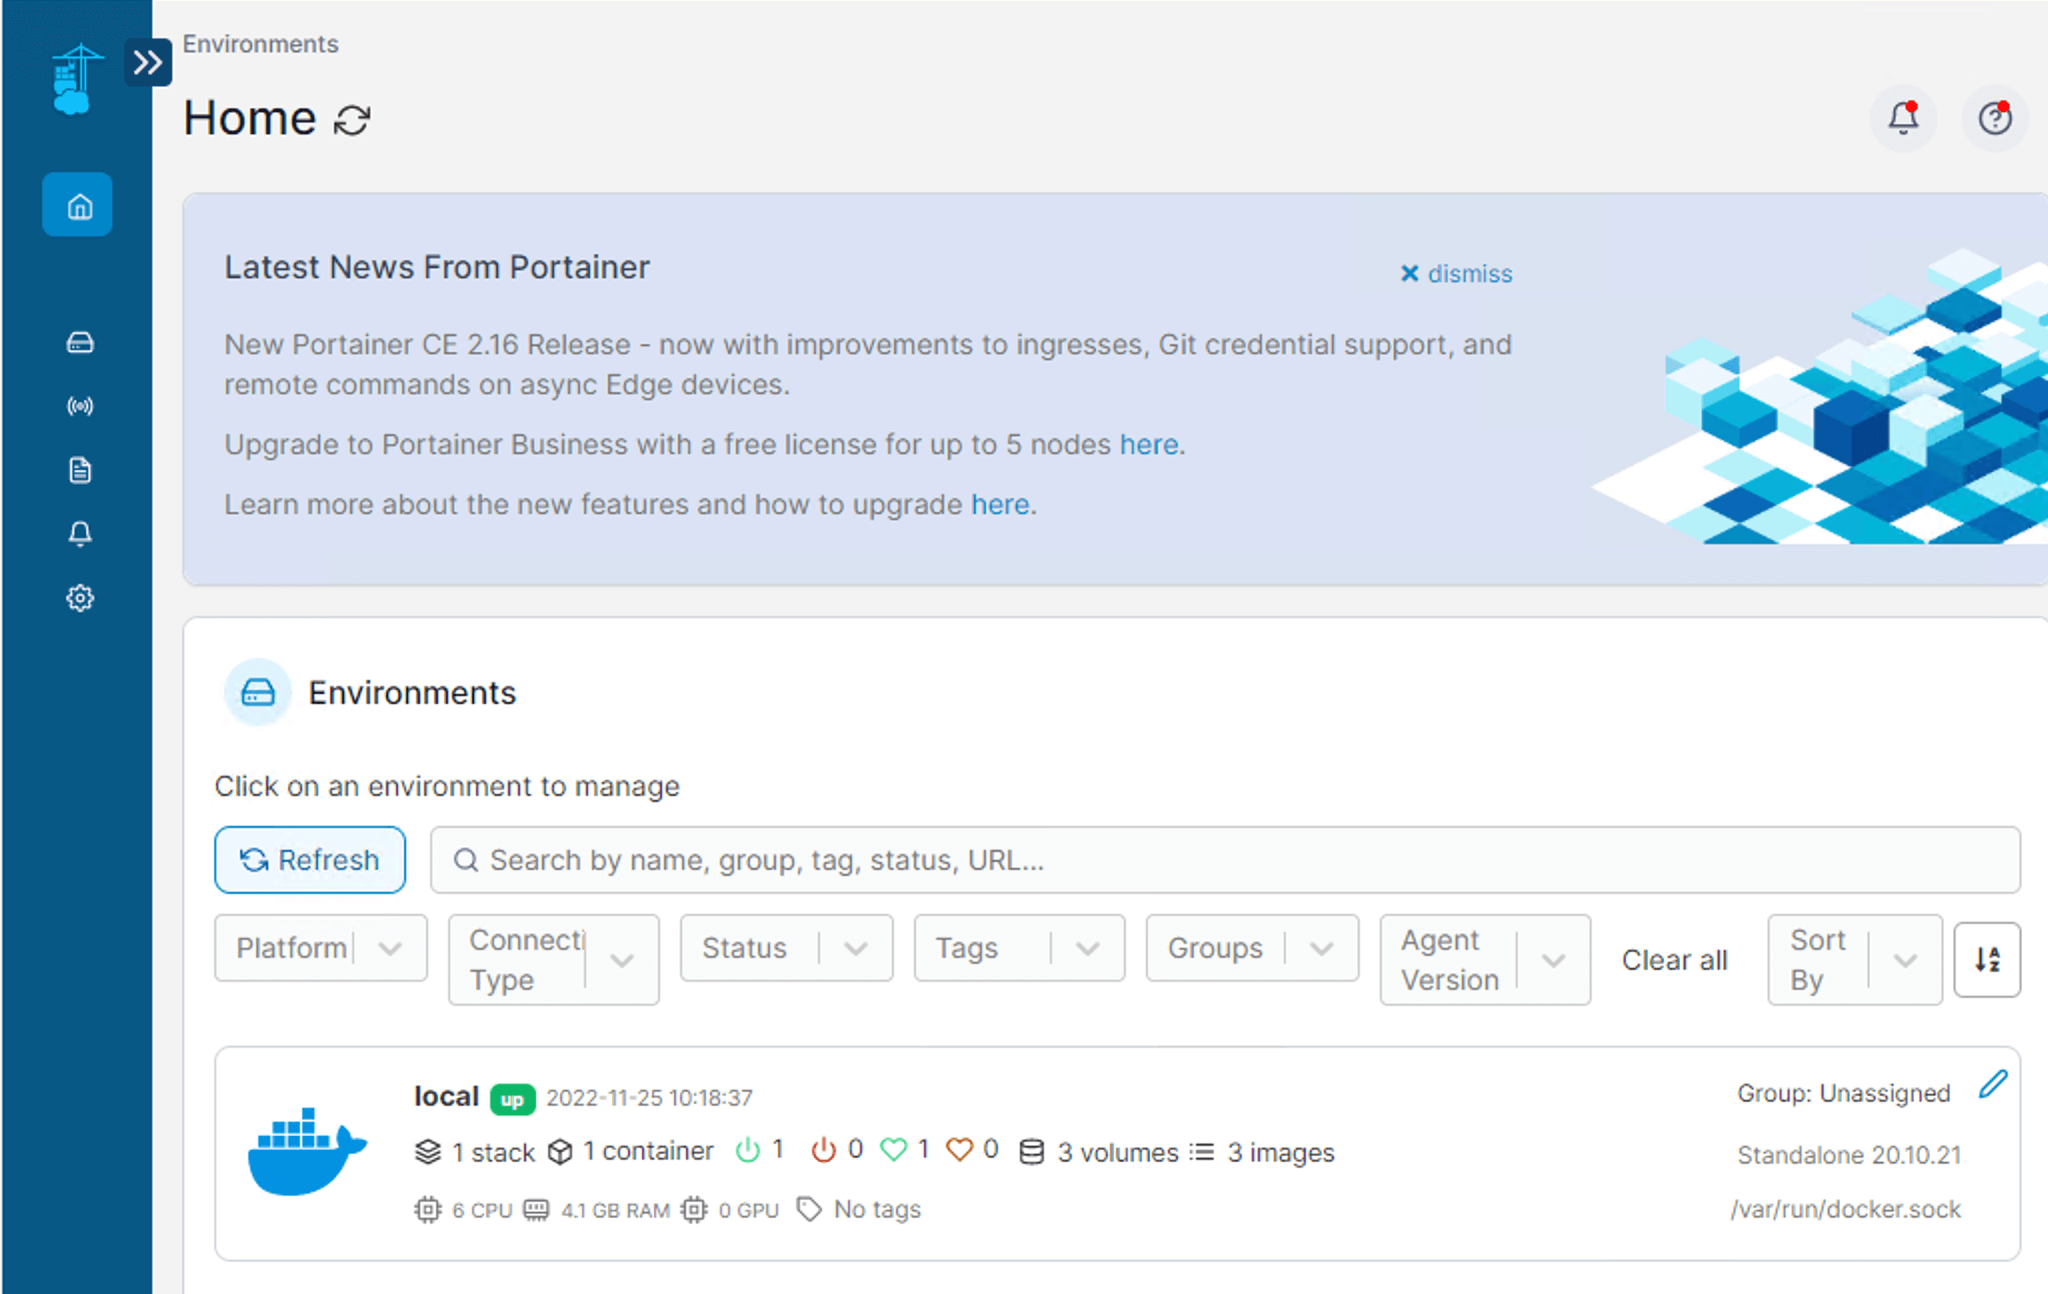 Environments
Home
Latest News From Portainer
dismiss
New Portainer CE 2.16 Release - now with improvements to ingresses, Git credential support, and
remote commands on async Edge devices.
Upgrade to Portainer Business with a free license for up to 5 nodes here.
Learn more about the new features and how to upgrade here.
Environments
Click on an environment to manage
Refresh
Search by name, group, tag, status, URL...
Platform
Connecti
Type
Status
Tags
Groups
Agent
Version
Clear all
Sort
By
local up 2022-11-25 10:18:37
Group: Unassigned
1 stack 1 container 1 0 1 0 3 volumes 3 images
Standalone 20.10.21
6 CPU 4.1 GB RAM 0 GPU No tags
/var/run/docker.sock